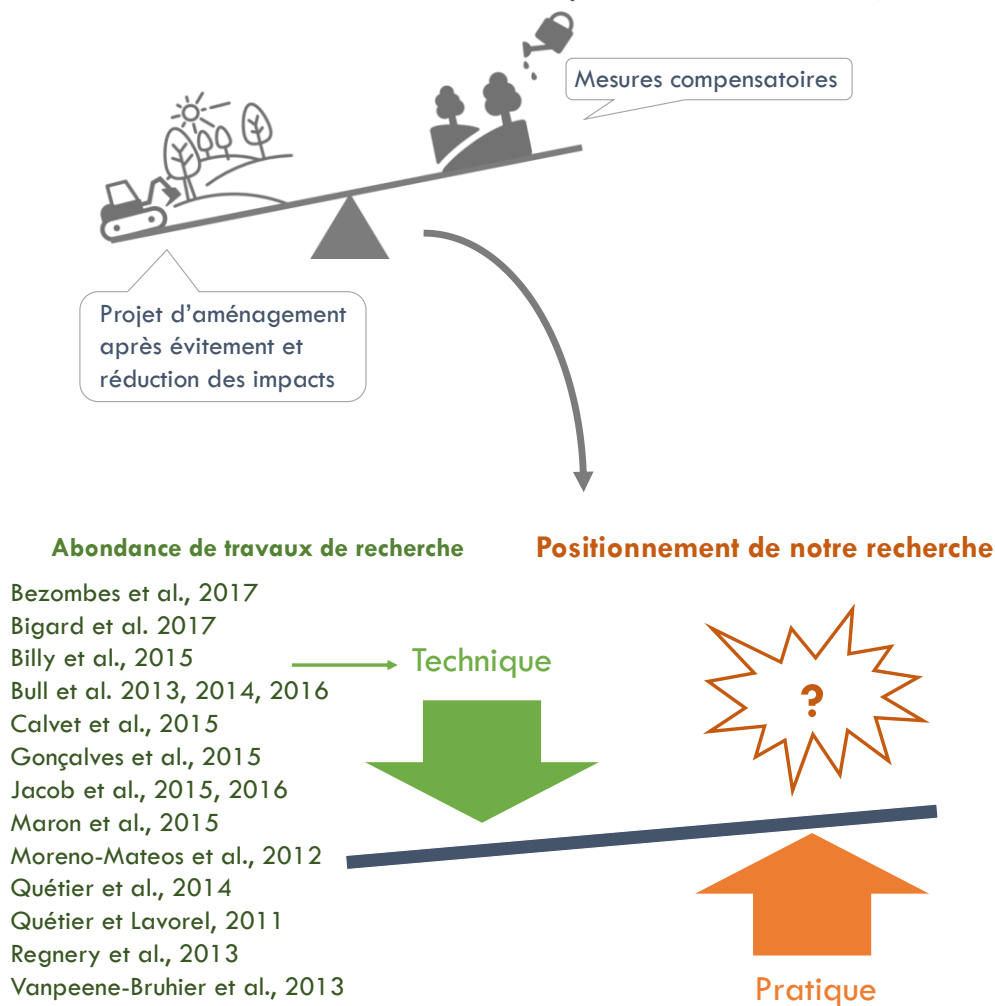 Mesures compensatoires
Projet d’aménagement
après évitement et
réduction des impacts
Abondance de travaux de recherche
Positionnement de notre recherche
Bezombes et al., 2017
Bigard et al. 2017
Billy et al., 2015
Bull et al. 2013, 2014, 2016
Calvet et al., 2015
Gonçalves et al., 2015
Jacob et al., 2015, 2016
Maron et al., 2015
Moreno-Mateos et al., 2012
Quétier et al., 2014
Quétier et Lavorel, 2011
Regnery et al., 2013
Vanpeene-Bruhier et al., 2013
Technique
?
Pratique